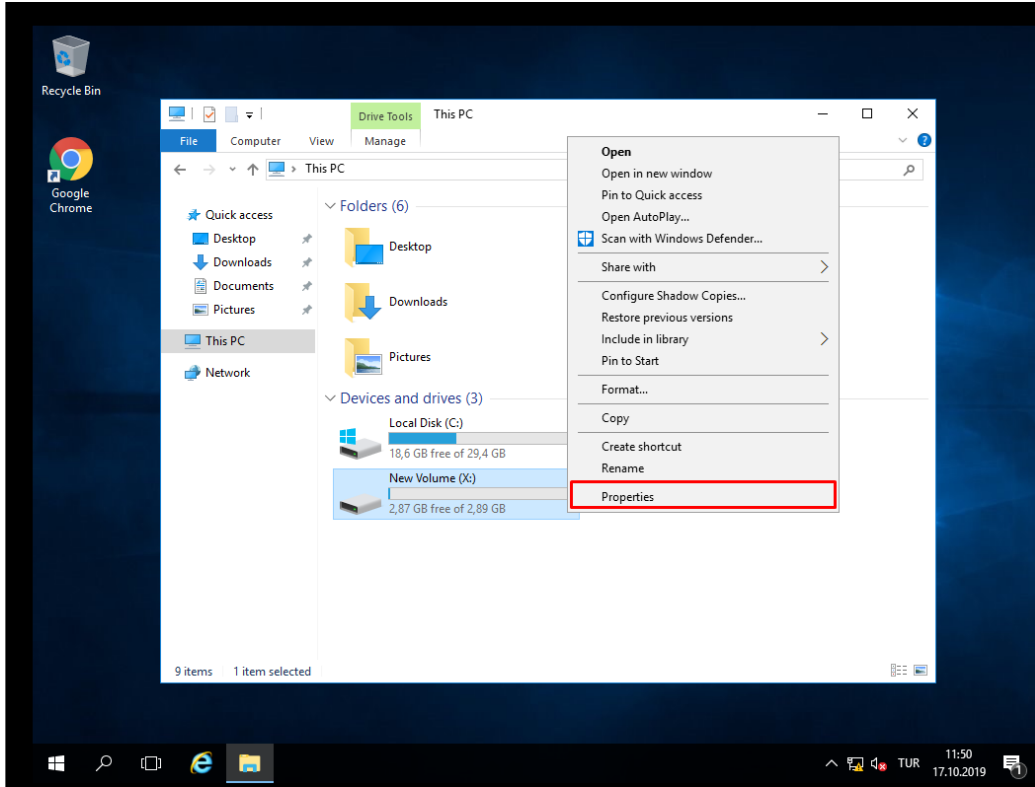 Recycle Bin
Google
Chrome
Drive Tools
This PC
File
Computer
View
Manage
This PC
Quick access
Desktop
Downloads
Documents
Pictures
This PC
Network
Folders (6)
Desktop
Downloads
Pictures
Devices and drives (3)
Local Disk (C:)
18,6 GB free of 29,4 GB
New Volume (X:)
2,87 GB free of 2,89 GB
Open
Open in new window
Pin to Quick access
Open AutoPlay...
Scan with Windows Defender...
Share with
Configure Shadow Copies...
Restore previous versions
Include in library
Pin to Start
Format...
Copy
Create shortcut
Rename
Properties
9 items
1 item selected
TUR
11:50
17.10.2019
1